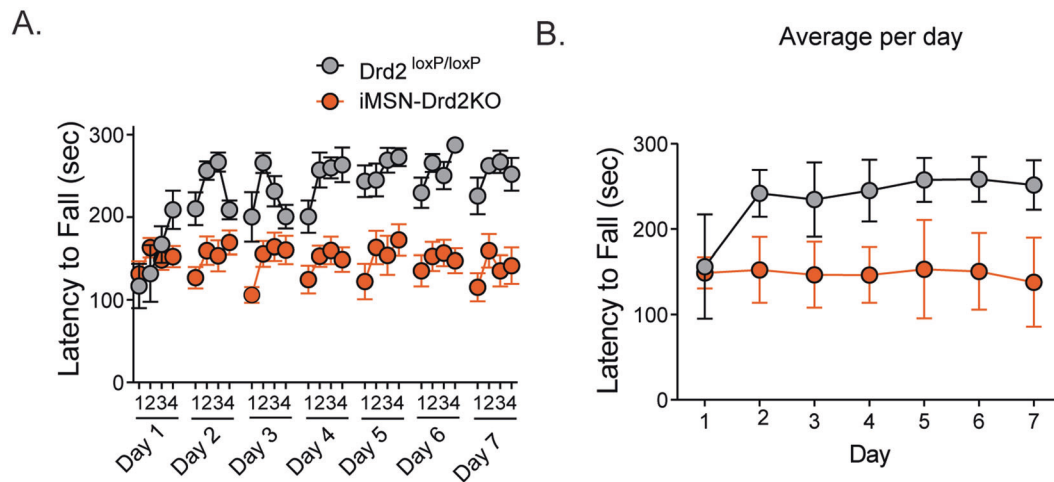 A.
Drd2 loxP/loxP
iMSN-Drd2KO
Latency to Fall (sec)
300
200
100
0
1234 1234 1234 1234 1234 1234 1234
Day 1 Day 2 Day 3 Day 4 Day 5 Day 6 Day 7
B.
Average per day
Latency to Fall (sec)
300
200
100
0
1 2 3 4 5 6 7
Day